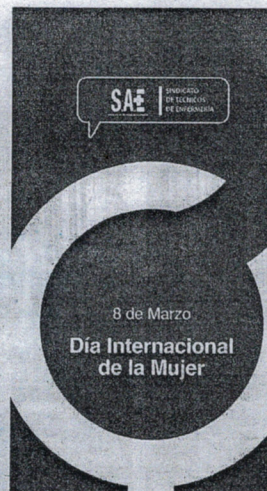 SAE
SINDICATO
DE TÉCNICOS
DE ENFERMERÍA
8 de Marzo
Día Internacional
de la Mujer